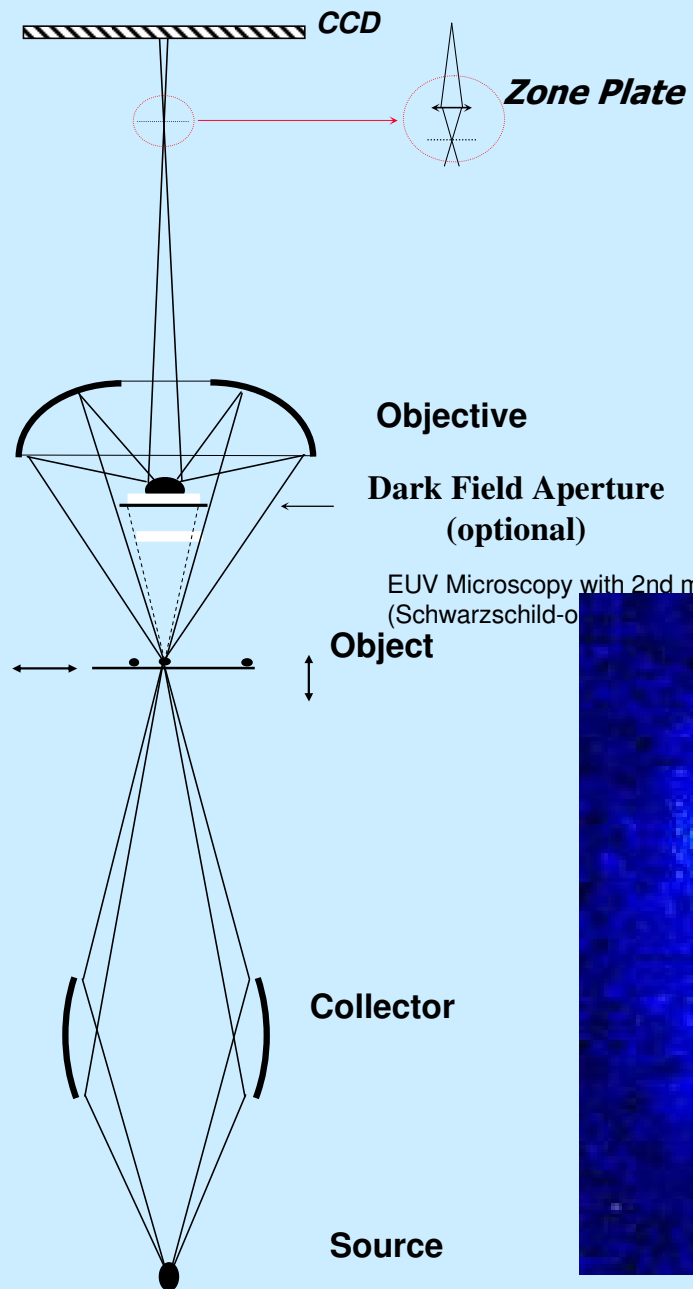 CCD
Zone Plate
Objective
Dark Field Aperture
(optional)
EUV Microscopy with 2nd
(Schwarzschild-o
Object
Collector
Source